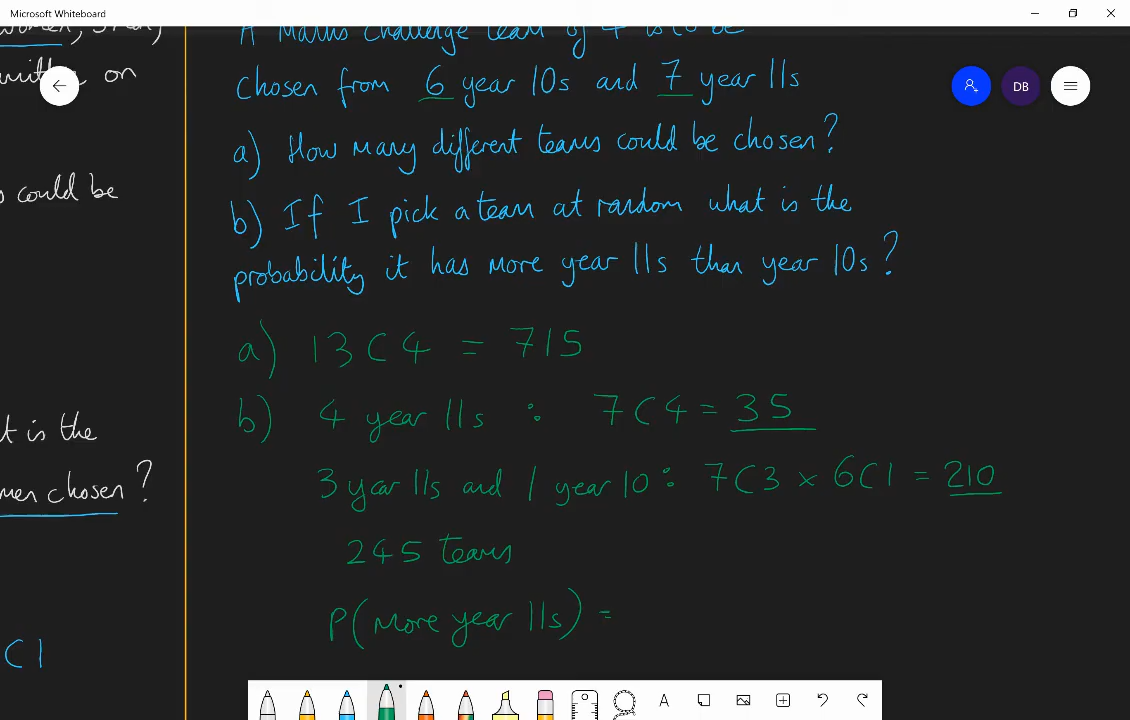 Microsoft Whiteboard
women,
A Maths Challenge team of 4 is to be
written on
chosen from 6 year 10s and 7 year 11s
DB
a) How many different teams could be chosen?
s could be
b) If I pick a team at random what is the
probability it has more year 11s than year 10s?
a) 13C4 = 715
b) 4 year 11s : 7C4 = 35
t is the
3 year 11s and 1 year 10 : 7C3 × 6C1 = 210
men chosen?
245 teams
P(More year 11s) =
C1
A